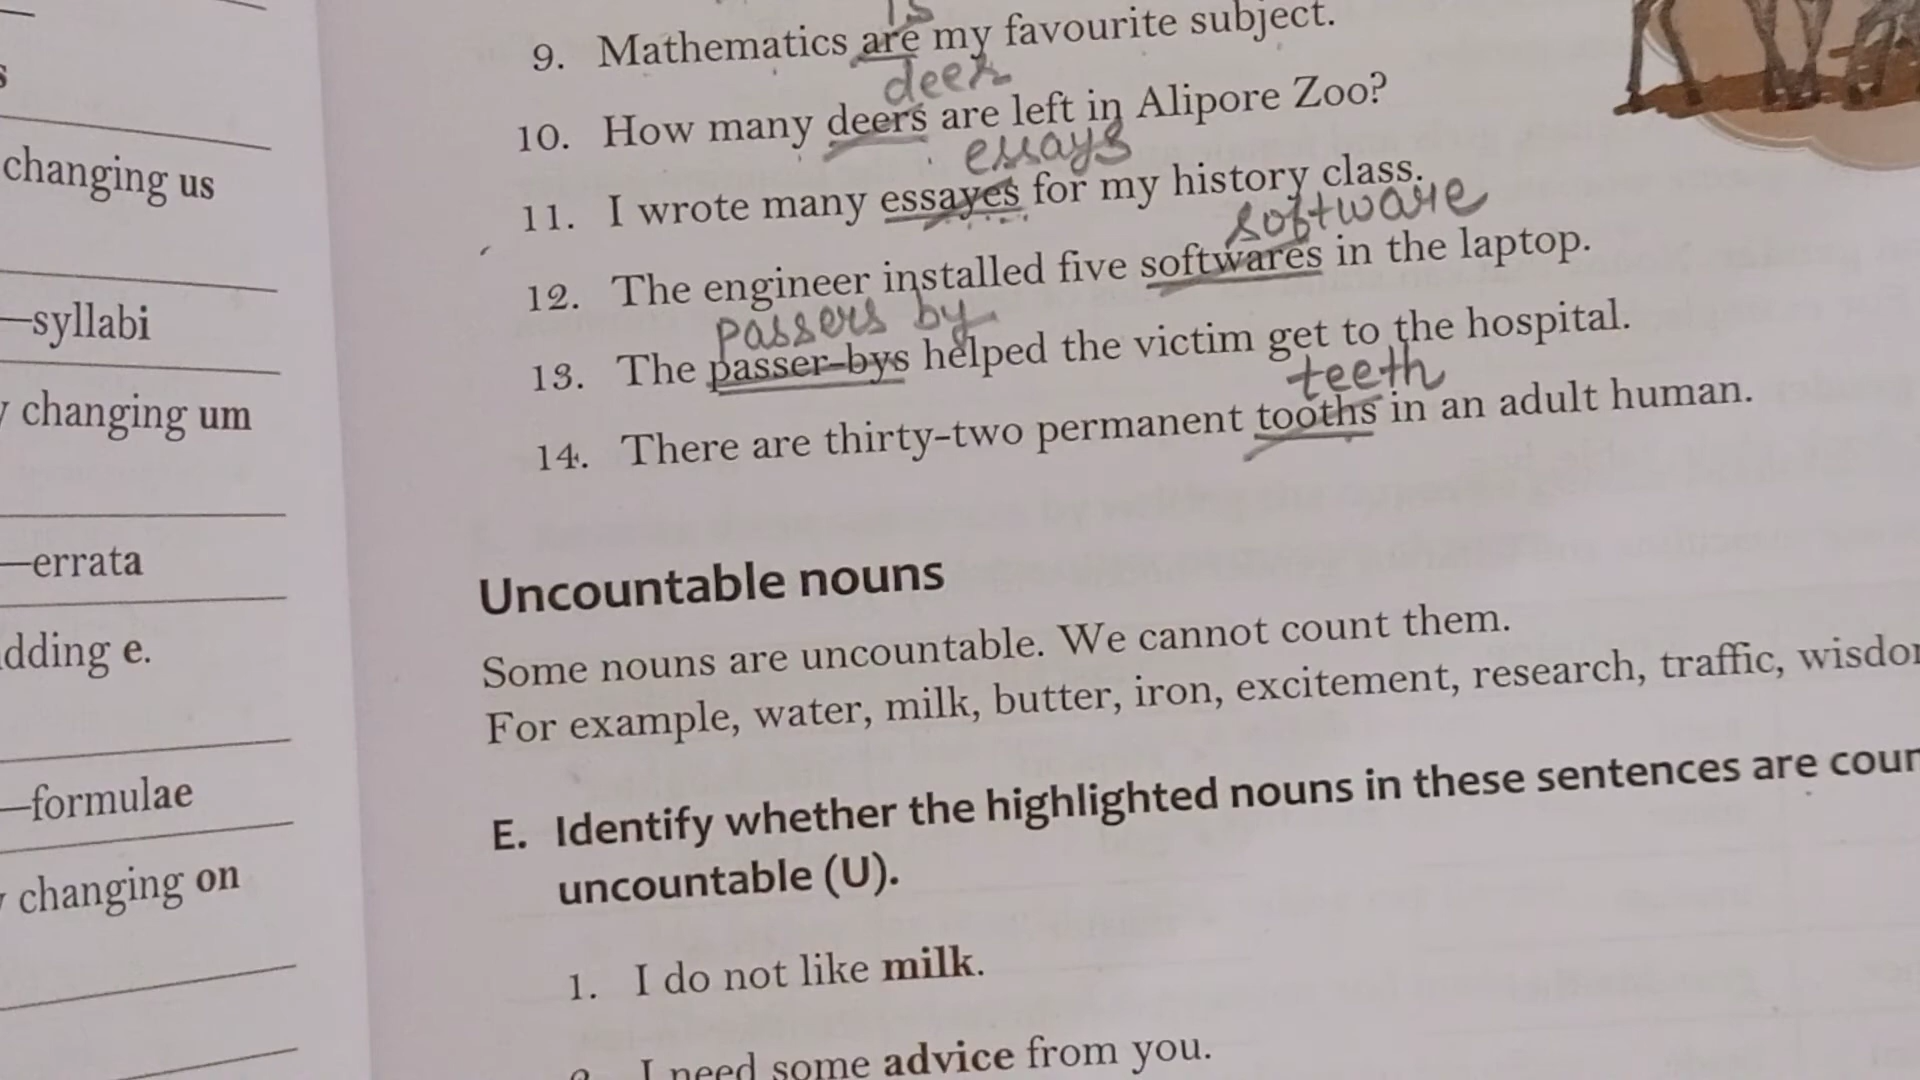 changing us
—syllabi
changing um
—errata
e.
—formulae
changing on
is
9. Mathematics are my favourite subject.
deer
10. How many deers are left in Alipore Zoo?
essays
11. I wrote many essayes for my history class.
software
12. The engineer installed five softwares in the laptop.
passers by
13. The passer-bys helped the victim get to the hospital.
teeth
14. There are thirty-two permanent tooths in an adult human.
Uncountable nouns
Some nouns are uncountable. We cannot count them.
For example, water, milk, butter, iron, excitement, research, traffic,
E. Identify whether the highlighted nouns in these sentences are
uncountable (U).
1. I do not like milk.
I need some advice from you.